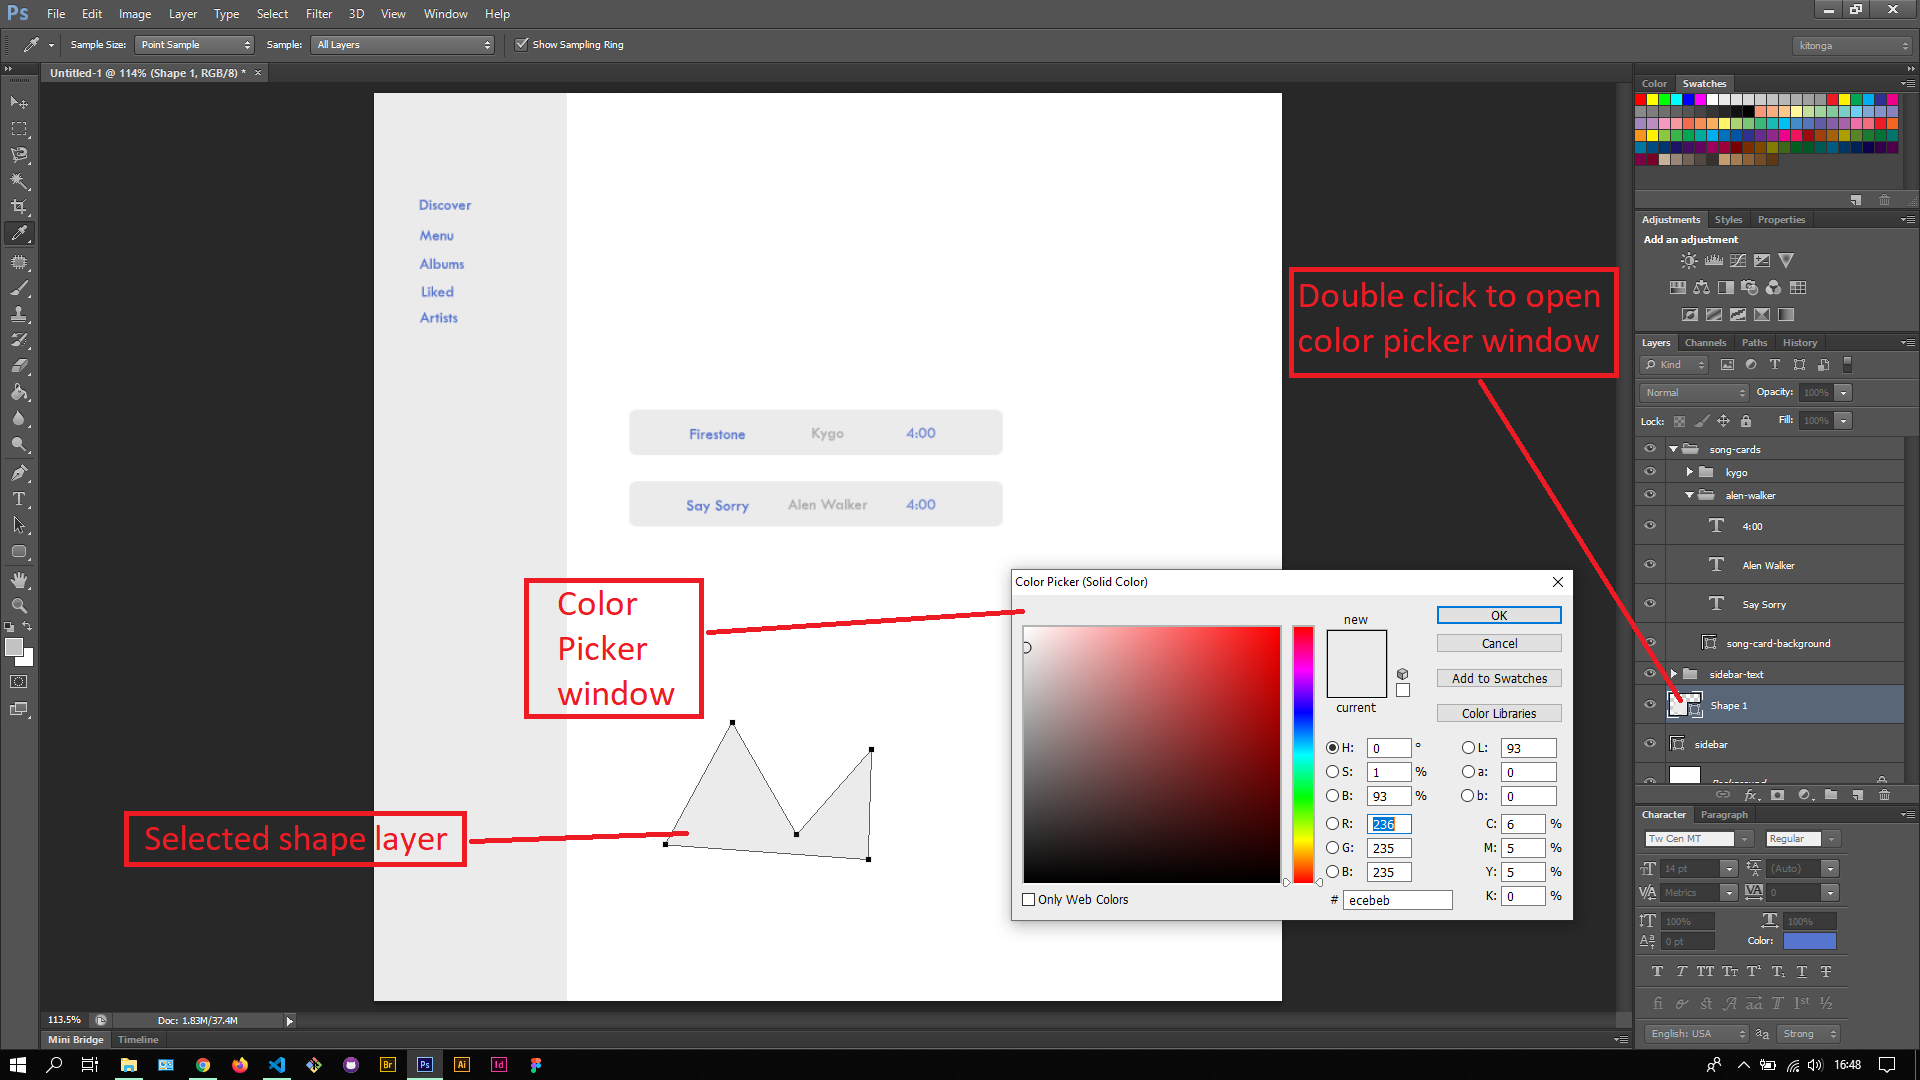 Ps File Edit Image Layer Type Select Filter 3D View Window Help
Sample Size: Point Sample Sample: All Layers Show Sampling Ring kitonga
Untitled-1 @ 114% (Shape 1, RGB/8) * ×
Discover
Menu
Albums
Liked
Artists
Firestone Kygo 4:00
Say Sorry Alen Walker 4:00
Double click to open
color picker window
Color
Picker
window
Selected shape layer
Color Picker (Solid Color)
new
current
OK
Cancel
Add to Swatches
Color Libraries
H: 0 ° L: 93
S: 1 % a: 0
B: 93 % b: 0
R: 236 C: 6 %
G: 235 M: 5 %
B: 235 Y: 5 %
# ecebeb K: 0 %
Only Web Colors
Color Swatches
Adjustments Styles Properties
Add an adjustment
Layers Channels Paths History
Kind
Normal Opacity: 100%
Lock: Fill: 100%
song-cards
kygo
alen-walker
4:00
Alen Walker
Say Sorry
song-card-background
sidebar-text
Shape 1
sidebar
Background
Character Paragraph
Tw Cen MT Regular
14 pt (Auto)
Metrics 0
100% 100%
0 pt Color:
English: USA aa Strong
113.5% Doc: 1.83M/37.4M
Mini Bridge Timeline
Br Ps Ai Id
16:48